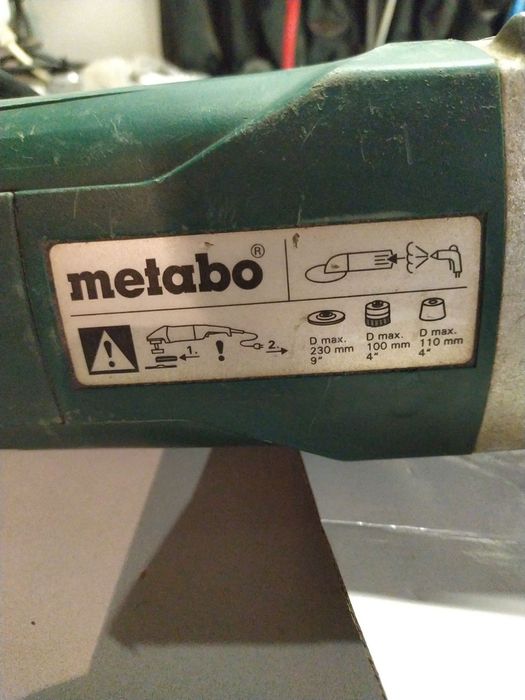 metabo®
1.
!
2.
D max.
230 mm
9"
D max.
100 mm
4"
D max.
110 mm
4"